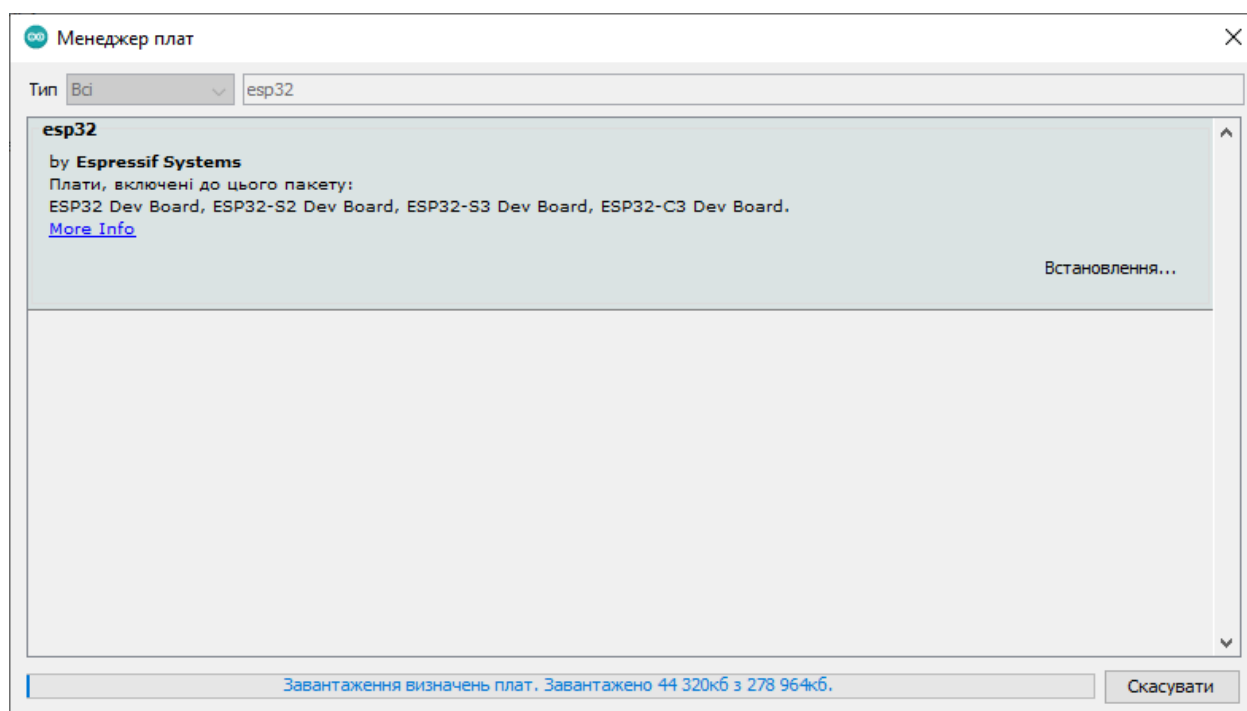 Менеджер плат
Тип Всі esp32
esp32
by Espressif Systems
Плати, включені до цього пакету:
ESP32 Dev Board, ESP32-S2 Dev Board, ESP32-S3 Dev Board, ESP32-C3 Dev Board.
More Info
Встановлення...
Завантаження визначень плат. Завантажено 44 320кб з 278 964кб.
Скасувати